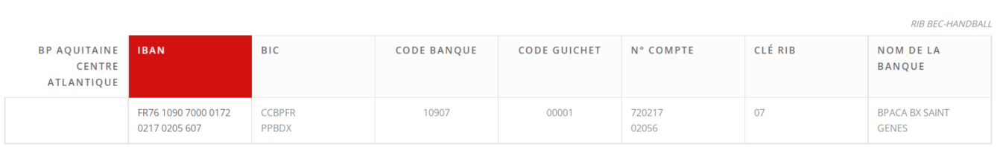 RIB BEC-HANDBALL
BP AQUITAINE CENTRE ATLANTIQUE
IBAN
BIC
CODE BANQUE
CODE GUICHET
N° COMPTE
CLÉ RIB
NOM DE LA BANQUE
FR76 1090 7000 0172
0217 0205 607
CCBPFR
PPBDX
10907
00001
720217
02056
07
BPACA BX SAINT
GENES